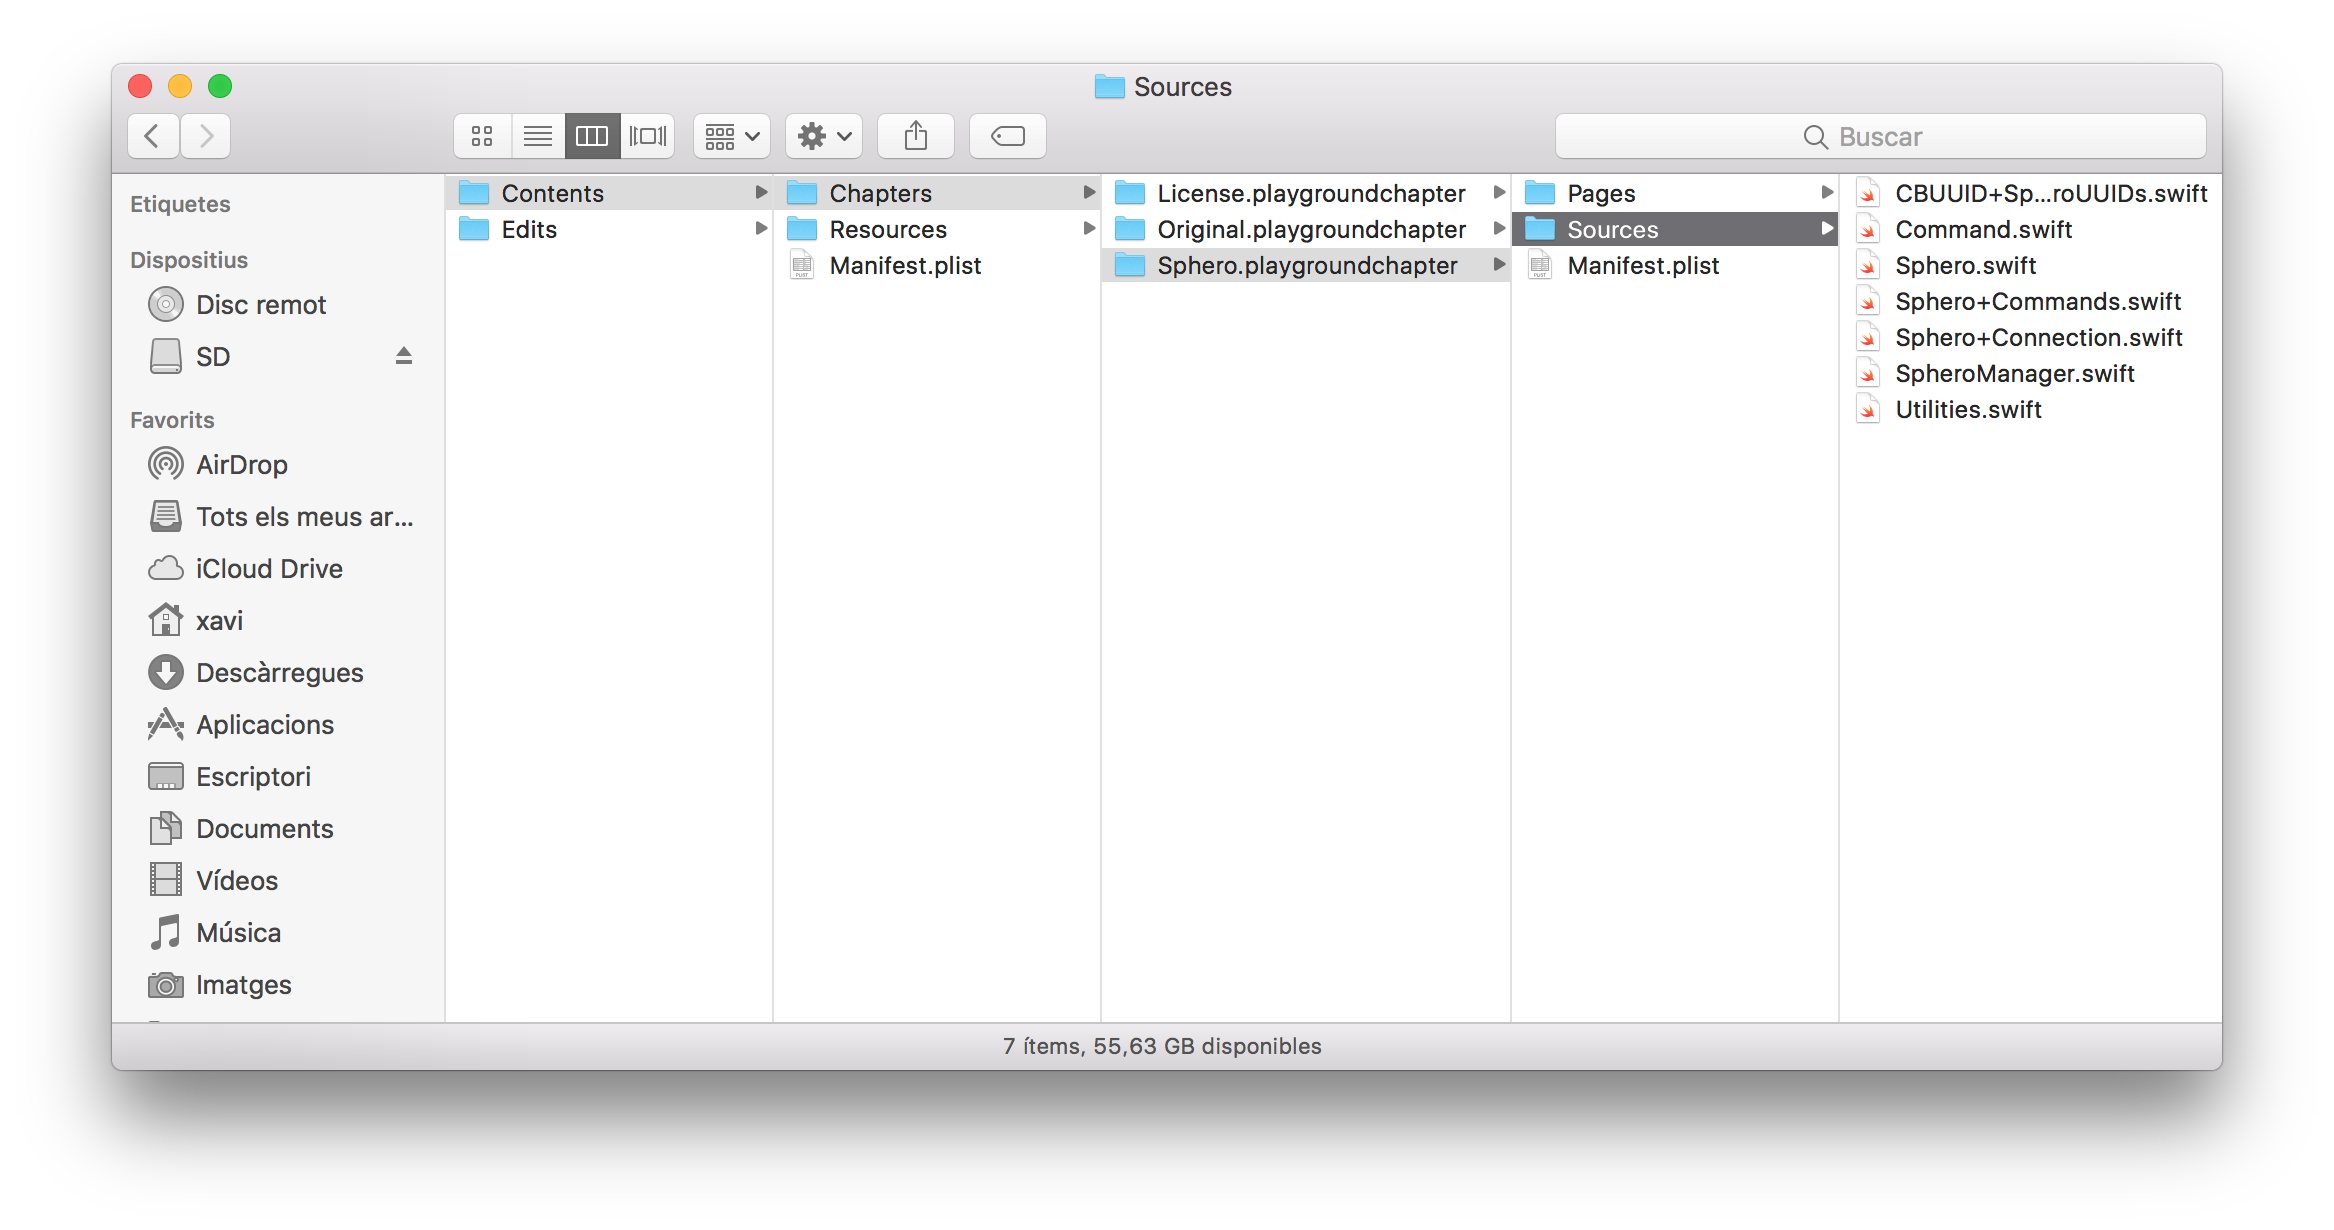 Sources
Buscar
Etiquetes
Dispositius
Disc remot
SD
Favorits
AirDrop
Tots els meus ar...
iCloud Drive
xavi
Descàrregues
Aplicacions
Escriptori
Documents
Vídeos
Música
Imatges
Contents
Edits
Chapters
Resources
Manifest.plist
License.playgroundchapter
Original.playgroundchapter
Sphero.playgroundchapter
Pages
Sources
Manifest.plist
CBUUID+Sp...roUUIDs.swift
Command.swift
Sphero.swift
Sphero+Commands.swift
Sphero+Connection.swift
SpheroManager.swift
Utilities.swift
7 ítems, 55,63 GB disponibles